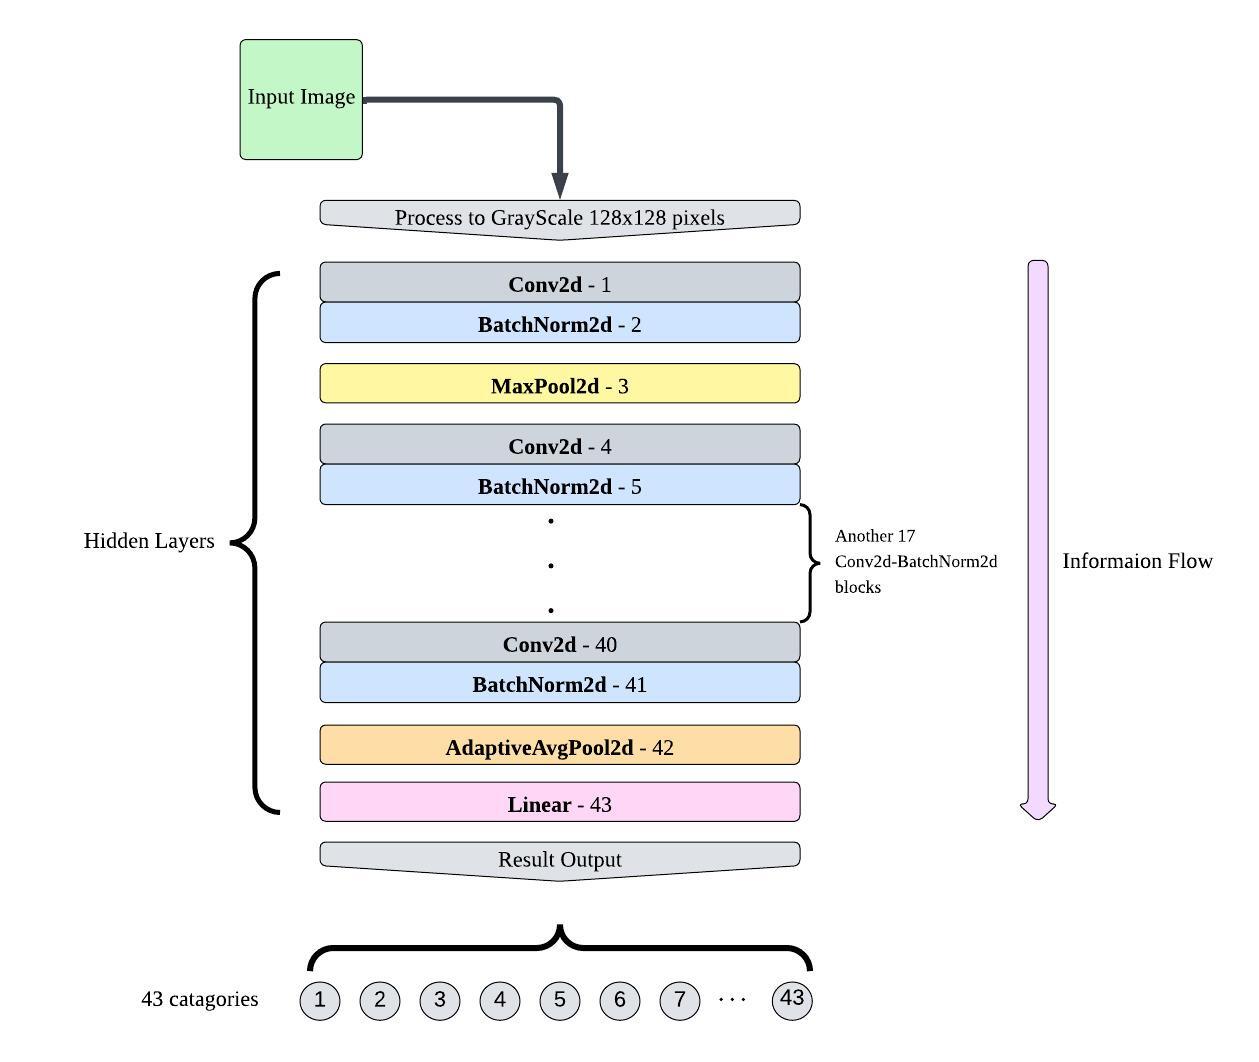 Input Image
Process to GrayScale 128x128 pixels
Conv2d - 1
BatchNorm2d - 2
MaxPool2d - 3
Conv2d - 4
BatchNorm2d - 5
Hidden Layers
Another 17
Conv2d-BatchNorm2d
blocks
Informaion Flow
Conv2d - 40
BatchNorm2d - 41
AdaptiveAvgPool2d - 42
Linear - 43
Result Output
43 catagories 1 2 3 4 5 6 7 ... 43